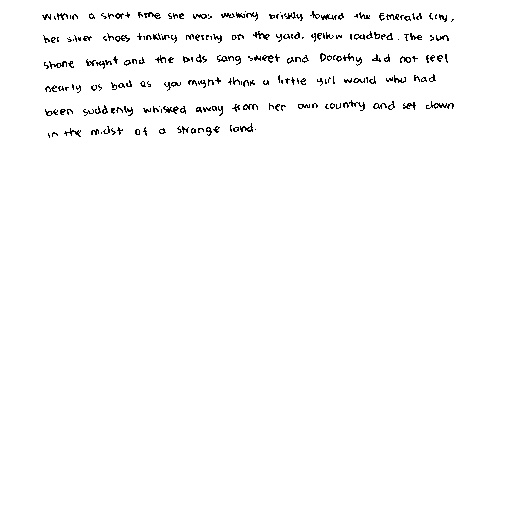 Within a short time she was walking briskly toward the Emerald City,
her silver shoes tinkling merrily on the yard, yellow roadbed. The sun
shone bright and the birds sang sweet and Dorothy did not feel
nearly as bad as you might think a little girl would who had
been suddenly whisked away from her own country and set down
in the midst of a strange land.